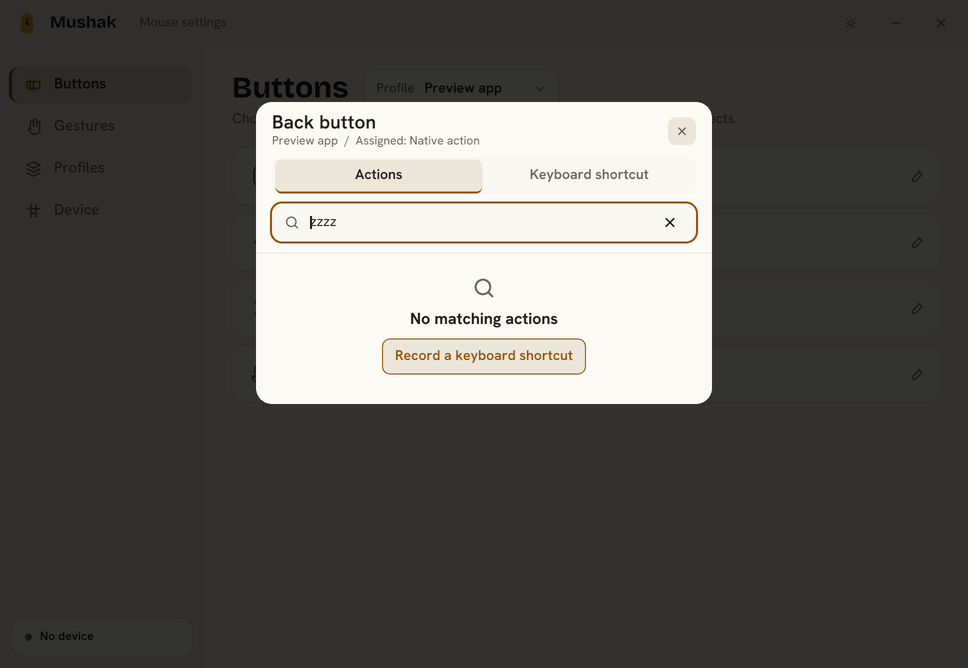 Mushak
Mouse settings
Buttons
Gestures
Profiles
Device
No device
Buttons
Profile Preview app
Back button
Preview app / Assigned: Native action
Actions
Keyboard shortcut
zzzz
No matching actions
Record a keyboard shortcut